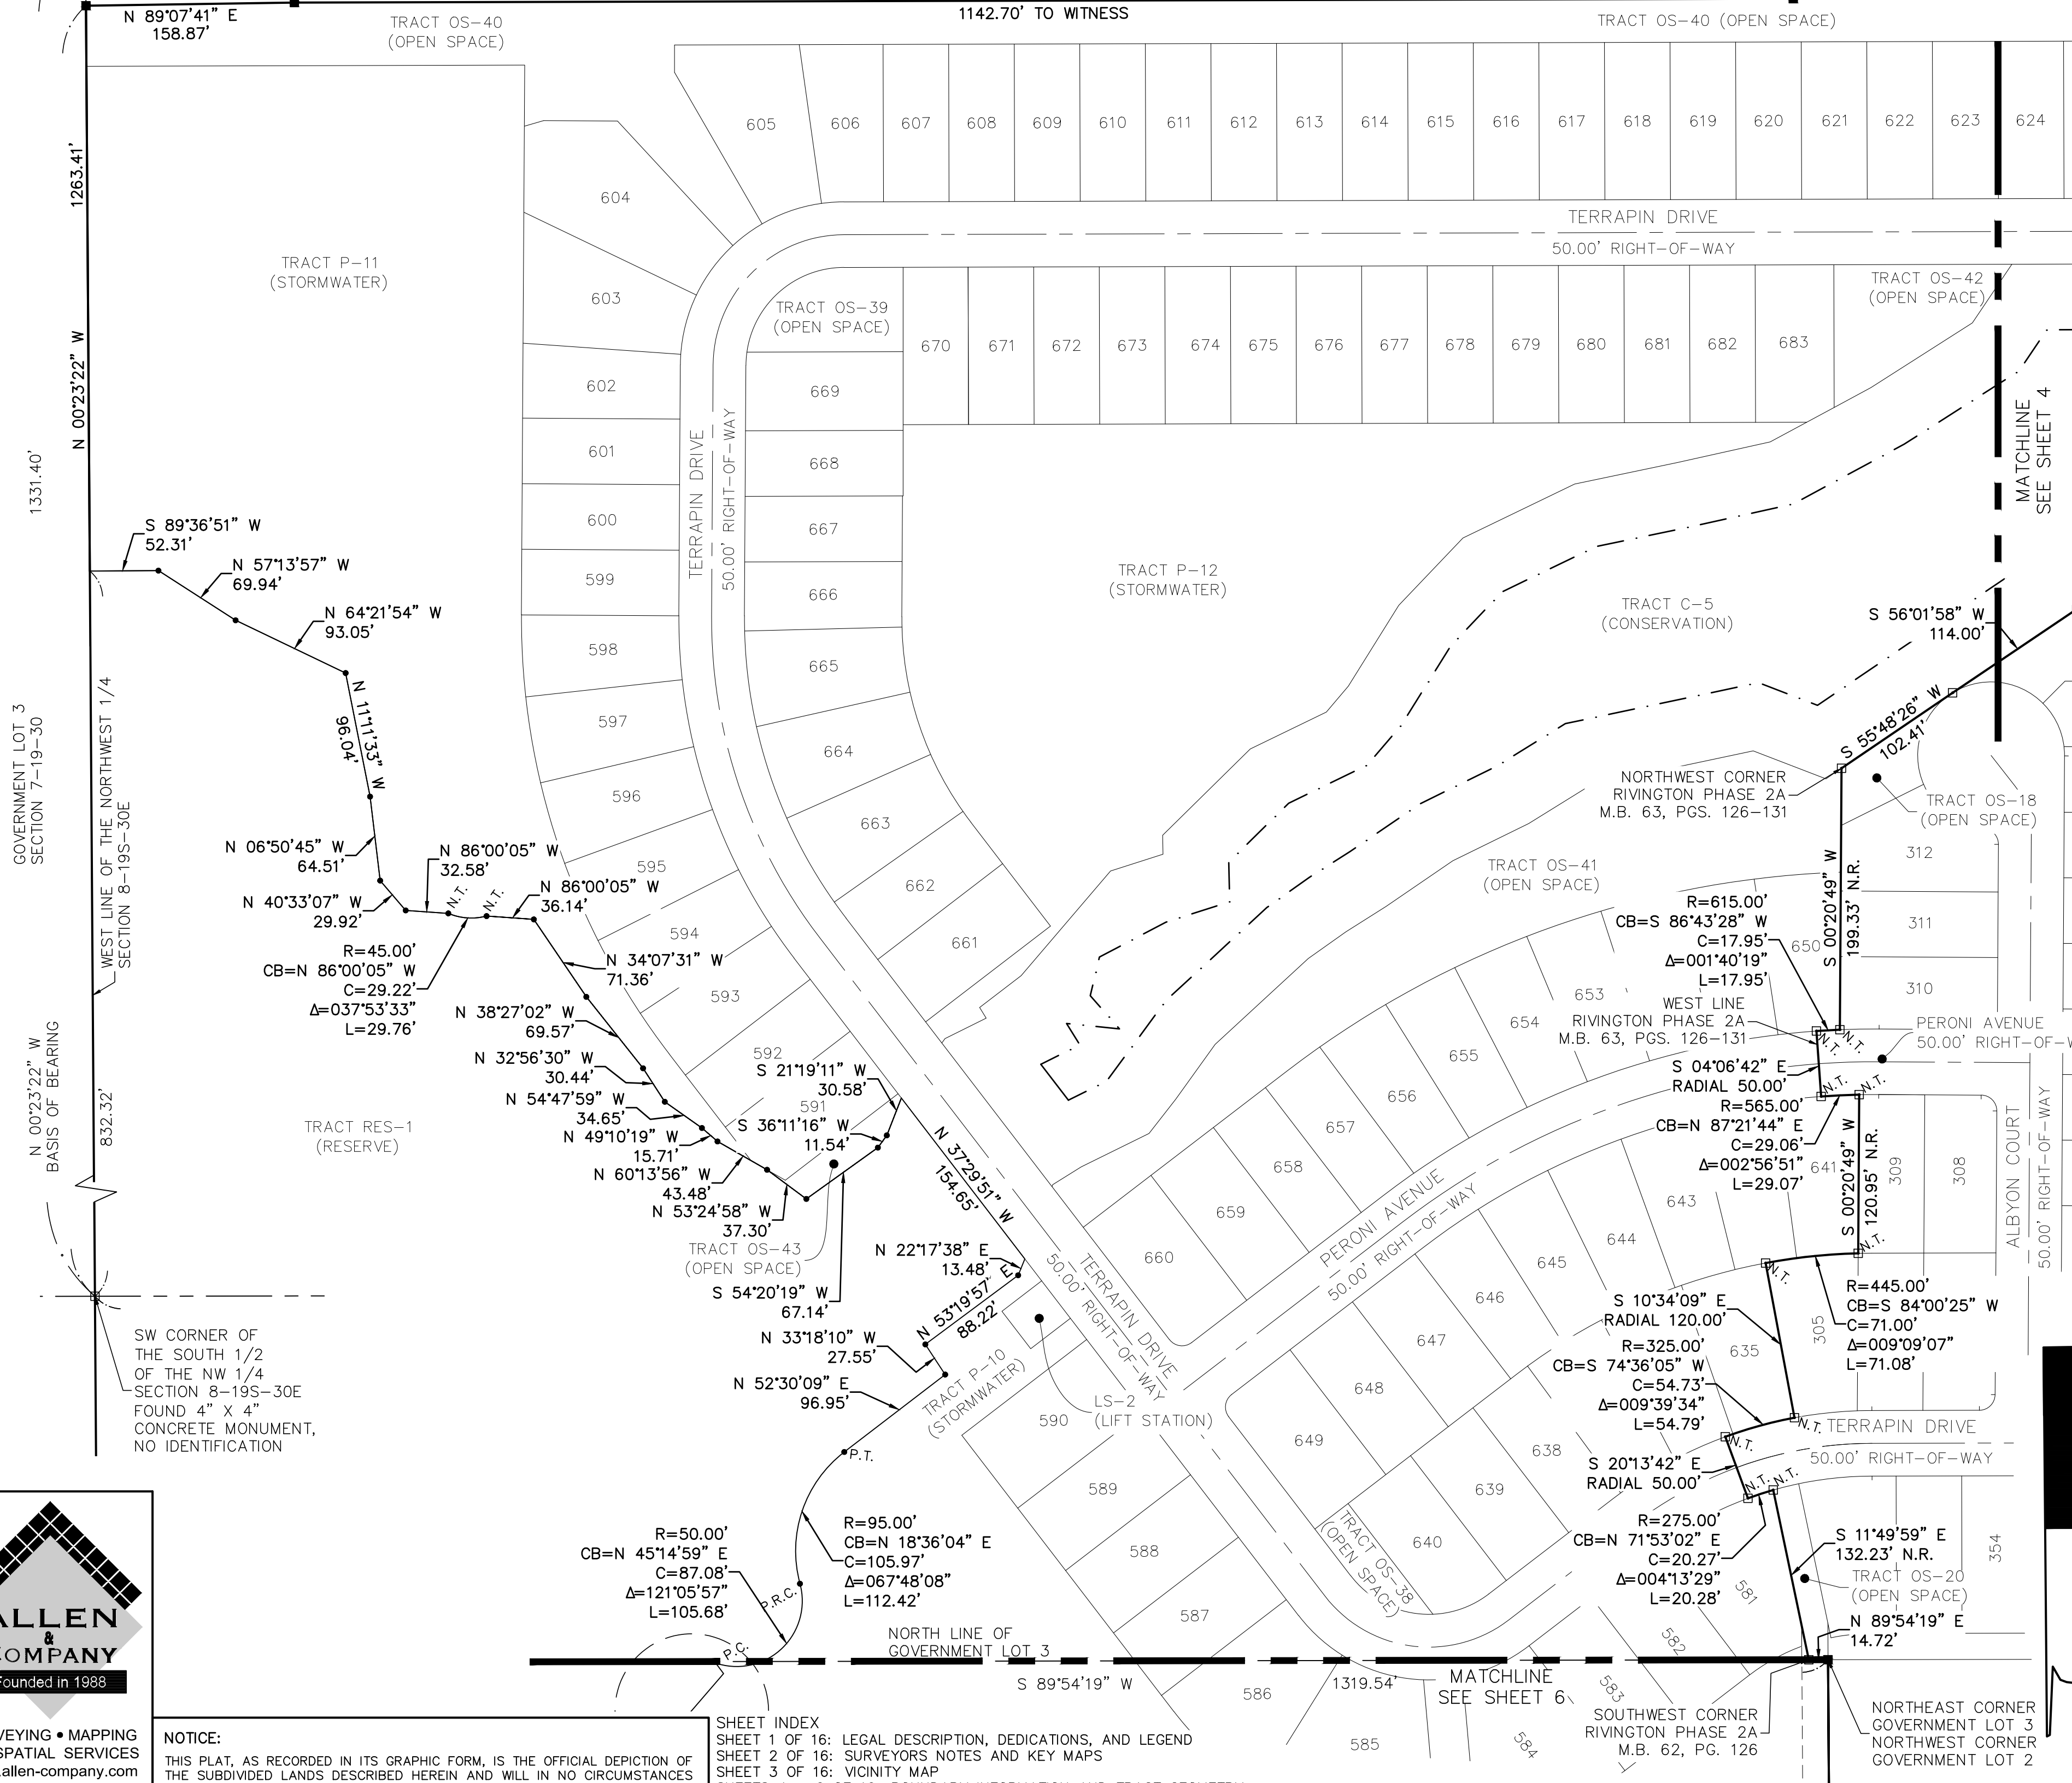 N 89°07'41" E
158.87'
TRACT OS-40
(OPEN SPACE)
1142.70' TO WITNESS
TRACT OS-40 (OPEN SPACE)
605
606
607
608
609
610
611
612
613
614
615
616
617
618
619
620
621
622
623
624
1263.41'
N 00°23'22" W
1331.40'
TRACT P-11
(STORMWATER)
604
603
602
601
600
599
598
597
596
595
594
593
592
591
TERRAPIN DRIVE
50.00' RIGHT-OF-WAY
TRACT OS-39
(OPEN SPACE)
TRACT OS-42
(OPEN SPACE)
670
671
672
673
674
675
676
677
678
679
680
681
682
683
669
668
667
666
665
664
663
662
661
TERRAPIN DRIVE
50.00' RIGHT-OF-WAY
MATCHLINE
SEE SHEET 4
TRACT P-12
(STORMWATER)
TRACT C-5
(CONSERVATION)
S 56°01'58" W
114.00'
S 55°48'26" W
102.41'
S 89°36'51" W
52.31'
N 57°13'57" W
69.94'
N 64°21'54" W
93.05'
N 11°11'33" W
96.04'
N 06°50'45" W
64.51'
N 40°33'07" W
29.92'
N 86°00'05" W
32.58'
N.T.
N.T.
N 86°00'05" W
36.14'
R=45.00'
CB=N 86°00'05" W
C=29.22'
Δ=037°53'33"
L=29.76'
N 34°07'31" W
71.36'
N 38°27'02" W
69.57'
N 32°56'30" W
30.44'
N 54°47'59" W
34.65'
N 49°10'19" W
15.71'
N 60°13'56" W
43.48'
N 53°24'58" W
37.30'
S 21°19'11" W
30.58'
S 36°11'16" W
11.54'
TRACT OS-43
(OPEN SPACE)
S 54°20'19" W
67.14'
N 37°29'51" W
154.65'
N 22°17'38" E
13.48'
N 53°19'57" E
88.22'
N 33°18'10" W
27.55'
N 52°30'09" E
96.95'
P.T.
R=95.00'
CB=N 18°36'04" E
C=105.97'
Δ=067°48'08"
L=112.42'
R=50.00'
CB=N 45°14'59" E
C=87.08'
Δ=121°05'57"
L=105.68'
P.R.C.
P.C.
GOVERNMENT LOT 3
SECTION 7-19-30
WEST LINE OF THE NORTHWEST 1/4
SECTION 8-19S-30E
N 00°23'22" W
BASIS OF BEARING
832.32'
TRACT RES-1
(RESERVE)
SW CORNER OF
THE SOUTH 1/2
OF THE NW 1/4
SECTION 8-19S-30E
FOUND 4" X 4"
CONCRETE MONUMENT,
NO IDENTIFICATION
NORTHWEST CORNER
RIVINGTON PHASE 2A
M.B. 63, PGS. 126-131
TRACT OS-18
(OPEN SPACE)
TRACT OS-41
(OPEN SPACE)
S 00°20'49" W
199.33' N.R.
312
311
310
R=615.00'
CB=S 86°43'28" W
C=17.95'
Δ=001°40'19"
L=17.95'
650
653
654
655
656
657
658
659
660
WEST LINE
RIVINGTON PHASE 2A
M.B. 63, PGS. 126-131
N.T.
N.T.
PERONI AVENUE
50.00' RIGHT-OF-W
S 04°06'42" E
RADIAL 50.00'
N.T.
N.T.
R=565.00'
CB=N 87°21'44" E
C=29.06'
Δ=002°56'51"
L=29.07'
641
S 00°20'49" W
120.95' N.R.
309
308
ALBYON COURT
50.00' RIGHT-OF-WAY
PERONI AVENUE
50.00' RIGHT-OF-WAY
643
644
645
646
647
648
649
N.T.
N.T.
S 10°34'09" E
RADIAL 120.00'
R=445.00'
CB=S 84°00'25" W
C=71.00'
Δ=009°09'07"
L=71.08'
305
635
R=325.00'
CB=S 74°36'05" W
C=54.73'
Δ=009°39'34"
L=54.79'
N.T.
N.T.
TERRAPIN DRIVE
50.00' RIGHT-OF-WAY
S 20°13'42" E
RADIAL 50.00'
N.T.
N.T.
638
639
640
R=275.00'
CB=N 71°53'02" E
C=20.27'
Δ=004°13'29"
L=20.28'
S 11°49'59" E
132.23' N.R.
TRACT OS-20
(OPEN SPACE)
354
N 89°54'19" E
14.72'
TERRAPIN DRIVE
50.00' RIGHT-OF-WAY
LS-2
(LIFT STATION)
TRACT P-10
(STORMWATER)
590
589
588
587
586
585
584
583
582
581
TRACT OS-38
(OPEN SPACE)
NORTH LINE OF
GOVERNMENT LOT 3
S 89°54'19" W
1319.54'
MATCHLINE
SEE SHEET 6
SOUTHWEST CORNER
RIVINGTON PHASE 2A
M.B. 62, PG. 126
NORTHEAST CORNER
GOVERNMENT LOT 3
NORTHWEST CORNER
GOVERNMENT LOT 2
ALLEN
&
COMPANY
Founded in 1988
VEYING • MAPPING
SPATIAL SERVICES
.allen-company.com
NOTICE:
THIS PLAT, AS RECORDED IN ITS GRAPHIC FORM, IS THE OFFICIAL DEPICTION OF
THE SUBDIVIDED LANDS DESCRIBED HEREIN AND WILL IN NO CIRCUMSTANCES
SHEET INDEX
SHEET 1 OF 16: LEGAL DESCRIPTION, DEDICATIONS, AND LEGEND
SHEET 2 OF 16: SURVEYORS NOTES AND KEY MAPS
SHEET 3 OF 16: VICINITY MAP